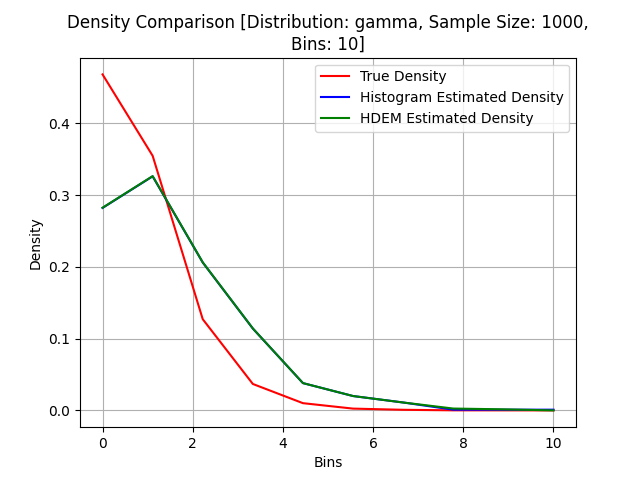 Density Comparison [Distribution: gamma, Sample Size: 1000,
Bins: 10]
True Density
Histogram Estimated Density
HDEM Estimated Density
Density
0.4
0.3
0.2
0.1
0.0
0 2 4 6 8 10
Bins